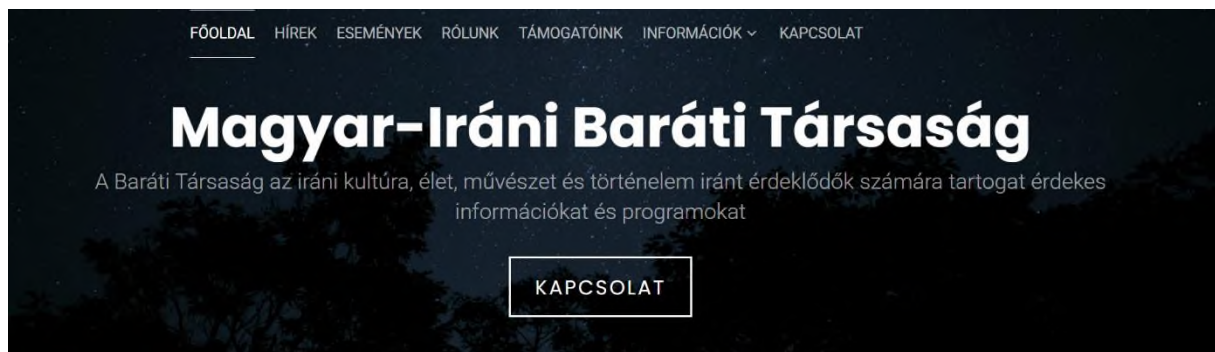 FŐOLDAL HÍREK ESEMÉNYEK RÓLUNK TÁMOGATÓINK INFORMÁCIÓK KAPCSOLAT
Magyar-Iráni Baráti Társaság
A Baráti Társaság az iráni kultúra, élet, művészet és történelem iránt érdeklődők számára tartogat érdekes
információkat és programokat
KAPCSOLAT